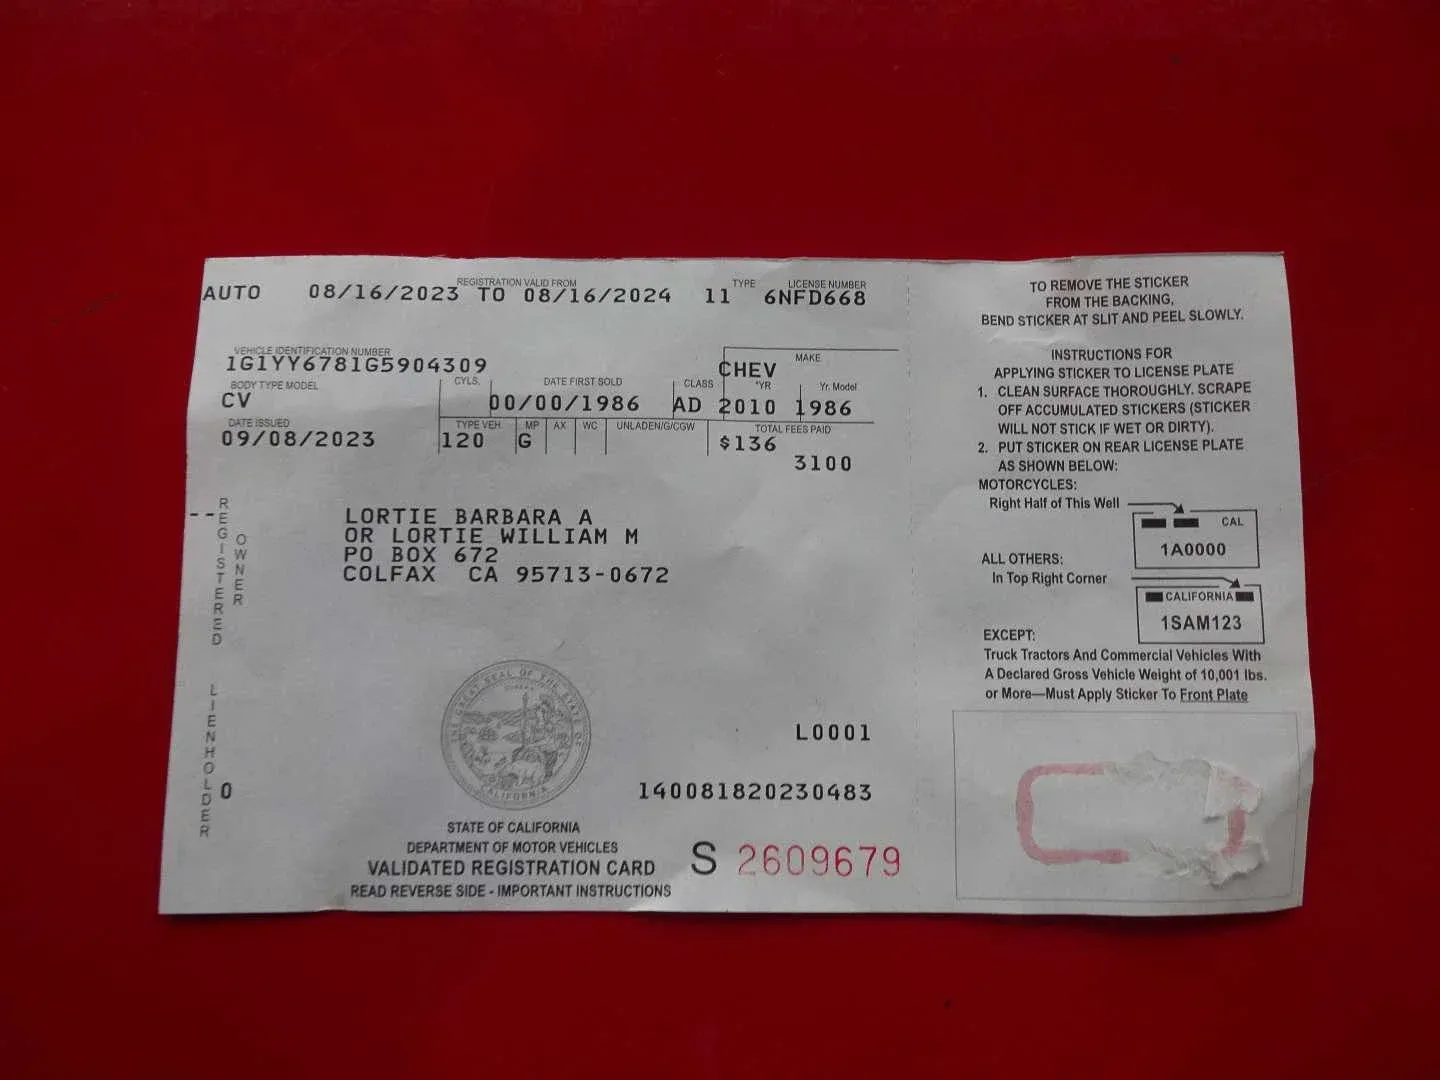 REGISTRATION VALID FROM TYPE LICENSE NUMBER
AUTO 08/16/2023 TO 08/16/2024 11 6NFD668
VEHICLE IDENTIFICATION NUMBER MAKE
1G1YY6781G5904309 CHEV
BODY TYPE MODEL CYLS. DATE FIRST SOLD CLASS *YR Yr. Model
CV 00/00/1986 AD 2010 1986
DATE ISSUED TYPE VEH. MP AX WC UNLADEN/G/CGW TOTAL FEES PAID
09/08/2023 120 G $136
3100
REGISTERED OWNER
--
LORTIE BARBARA A
OR LORTIE WILLIAM M
PO BOX 672
COLFAX CA 95713-0672
LIENHOLDER
0
THE GREAT SEAL OF THE STATE OF CALIFORNIA
EUREKA
L0001
140081820230483
STATE OF CALIFORNIA
DEPARTMENT OF MOTOR VEHICLES
VALIDATED REGISTRATION CARD
READ REVERSE SIDE - IMPORTANT INSTRUCTIONS
S 2609679
TO REMOVE THE STICKER
FROM THE BACKING,
BEND STICKER AT SLIT AND PEEL SLOWLY.
INSTRUCTIONS FOR
APPLYING STICKER TO LICENSE PLATE
1. CLEAN SURFACE THOROUGHLY. SCRAPE
OFF ACCUMULATED STICKERS (STICKER
WILL NOT STICK IF WET OR DIRTY).
2. PUT STICKER ON REAR LICENSE PLATE
AS SHOWN BELOW:
MOTORCYCLES:
Right Half of This Well
CAL
1A0000
ALL OTHERS:
In Top Right Corner
CALIFORNIA
1SAM123
EXCEPT:
Truck Tractors And Commercial Vehicles With
A Declared Gross Vehicle Weight of 10,001 lbs.
or More—Must Apply Sticker To Front Plate